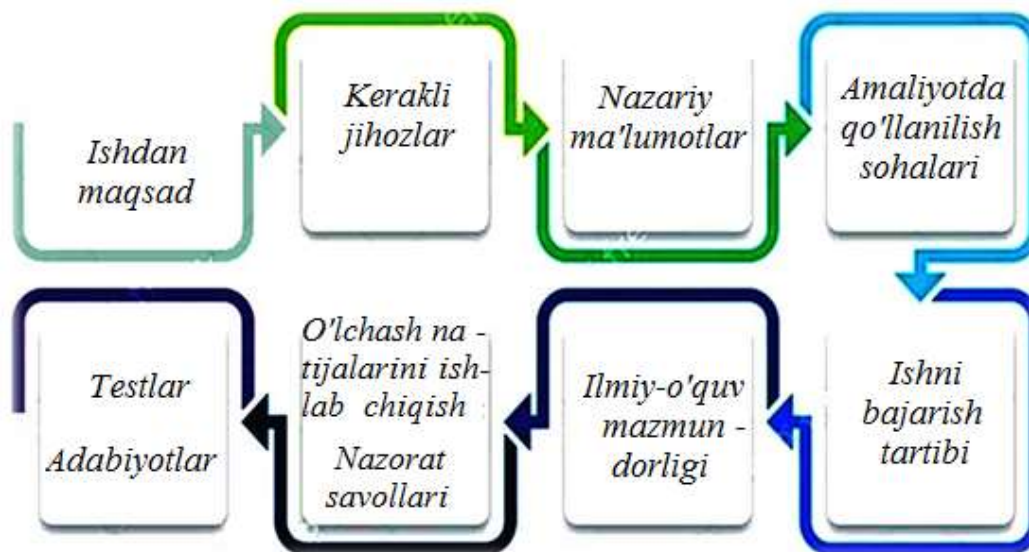 Ishdan
maqsad
Kerakli
jihozlar
Nazariy
ma'lumotlar
Amaliyotda
qo'llanilish
sohalari
Ishni
bajarish
tartibi
Ilmiy-o'quv
mazmun -
dorligi
O'lchash na -
tijalarini ish-
lab chiqish
Nazorat
savollari
Testlar
Adabiyotlar